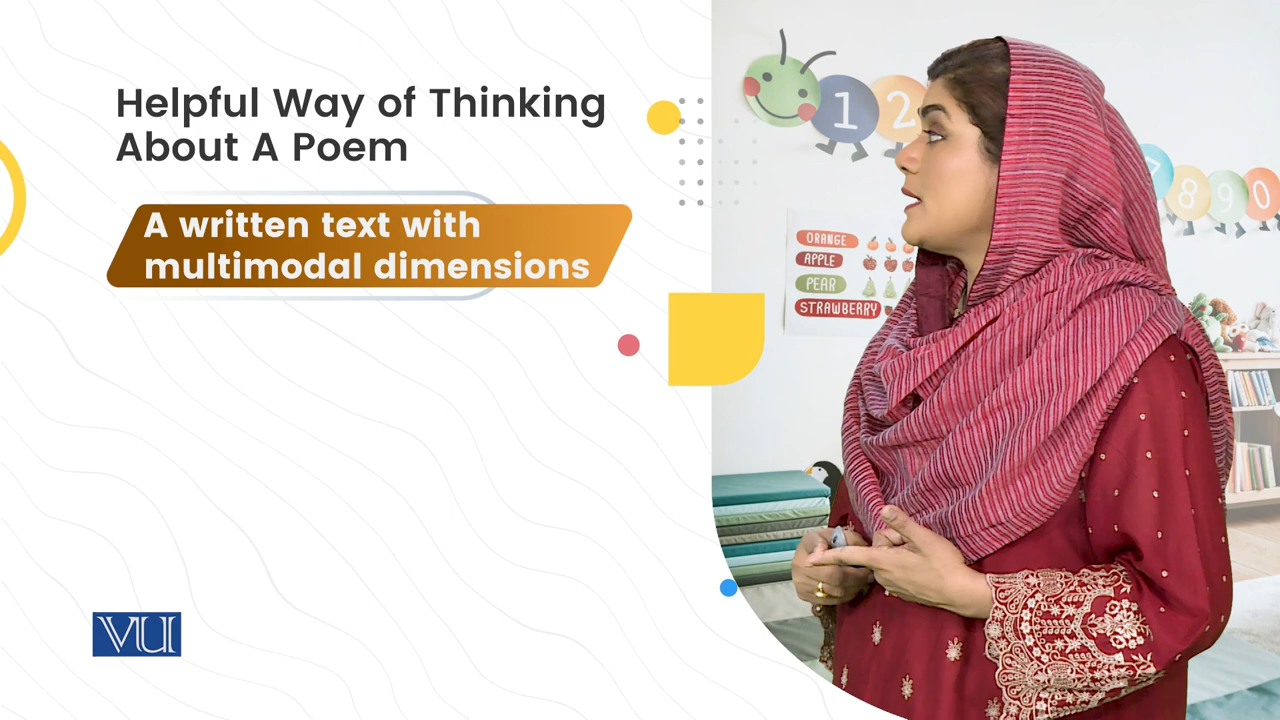 Helpful Way of Thinking
About A Poem
A written text with
multimodal dimensions
1 2
7 8 9 0
ORANGE
APPLE
PEAR
STRAWBERRY
VU